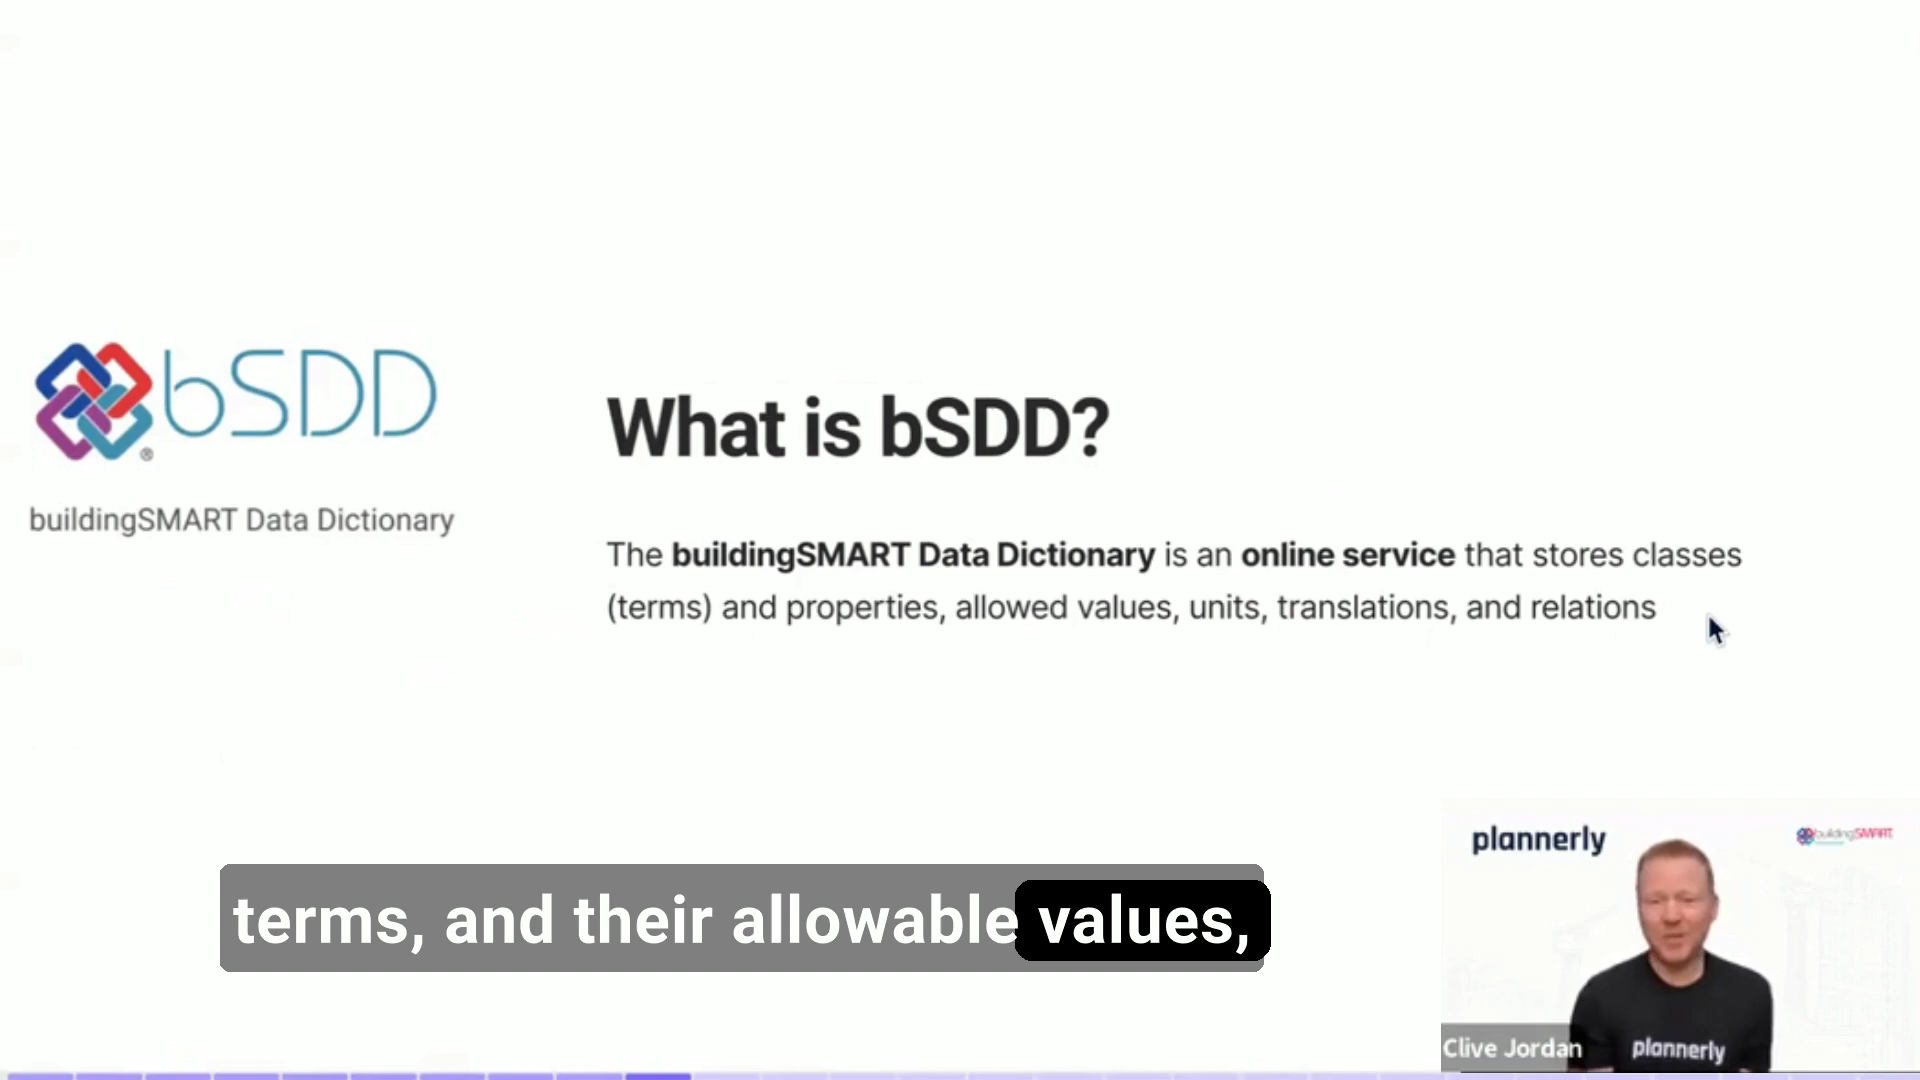 bSDD
®
buildingSMART Data Dictionary
What is bSDD?
The buildingSMART Data Dictionary is an online service that stores classes
(terms) and properties, allowed values, units, translations, and relations
terms, and their allowable values,
plannerly
buildingSMART
Clive Jordan
plannerly